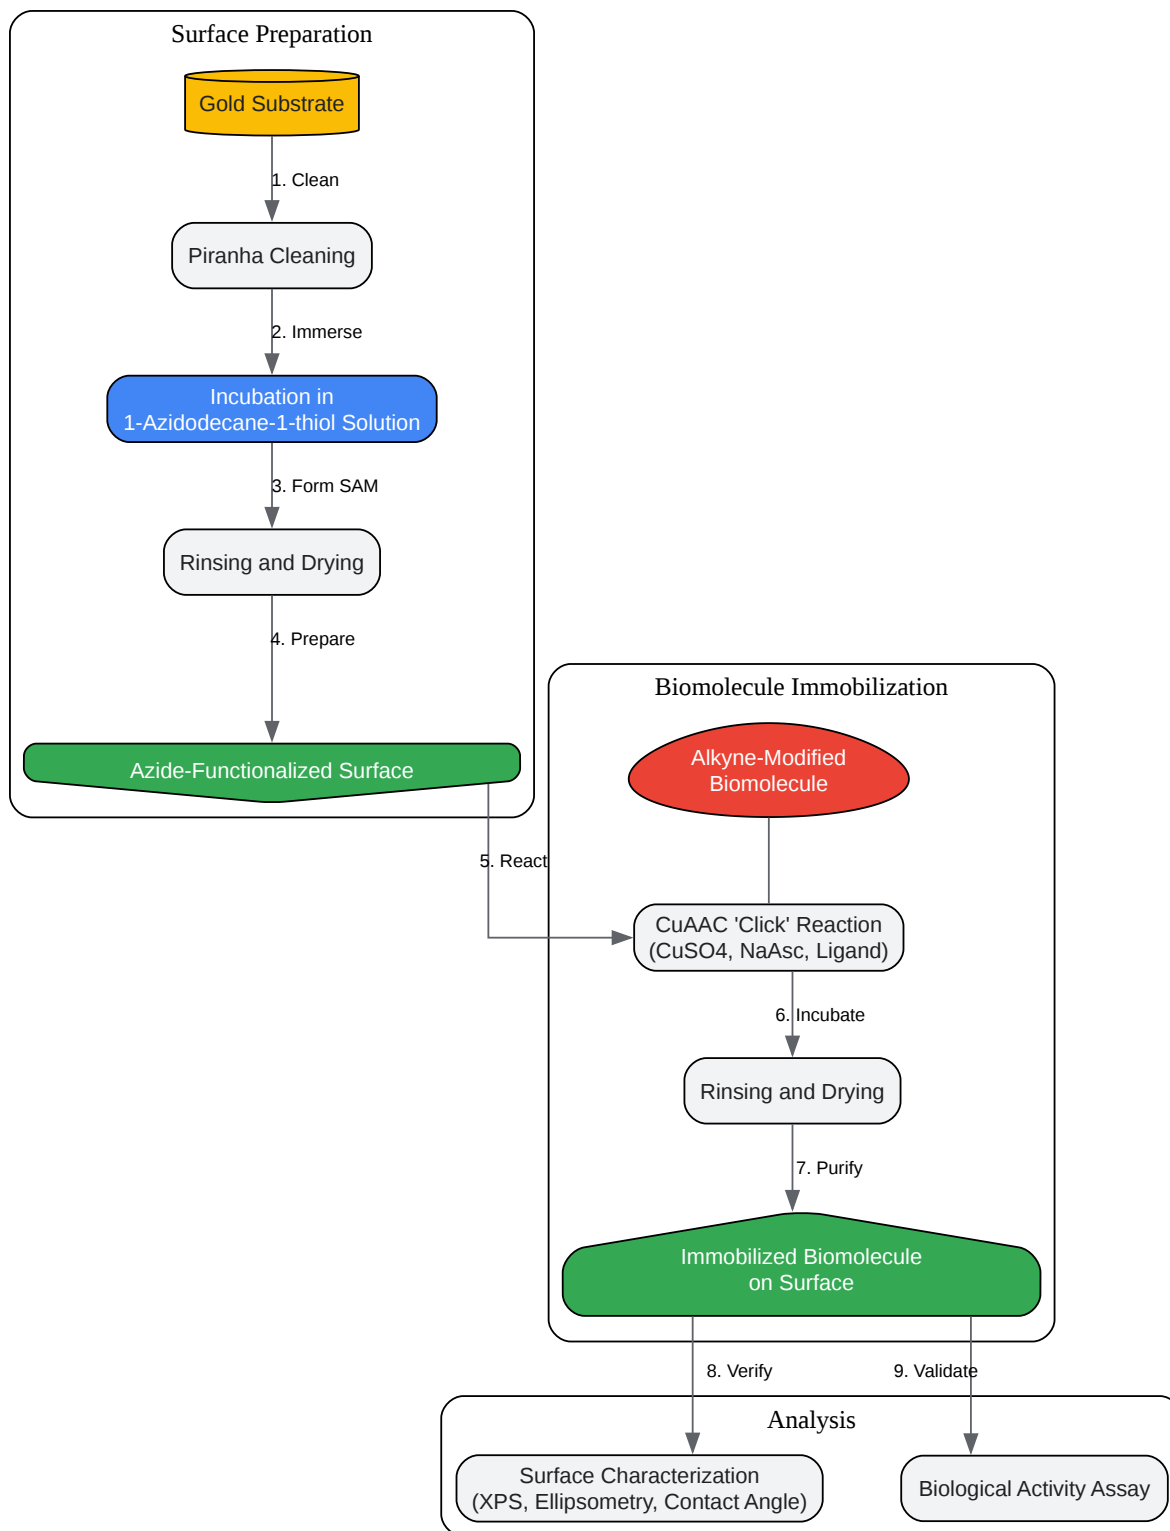 Surface Preparation
Gold Substrate
1. Clean
Piranha Cleaning
2. Immerse
Incubation in
1-Azidodecane-1-thiol Solution
3. Form SAM
Rinsing and Drying
4. Prepare
Azide-Functionalized Surface
Biomolecule Immobilization
Alkyne-Modified
Biomolecule
5. React
CuAAC 'Click' Reaction
(CuSO4, NaAsc, Ligand)
6. Incubate
Rinsing and Drying
7. Purify
Immobilized Biomolecule
on Surface
8. Verify
9. Validate
Analysis
Surface Characterization
(XPS, Ellipsometry, Contact Angle)
Biological Activity Assay